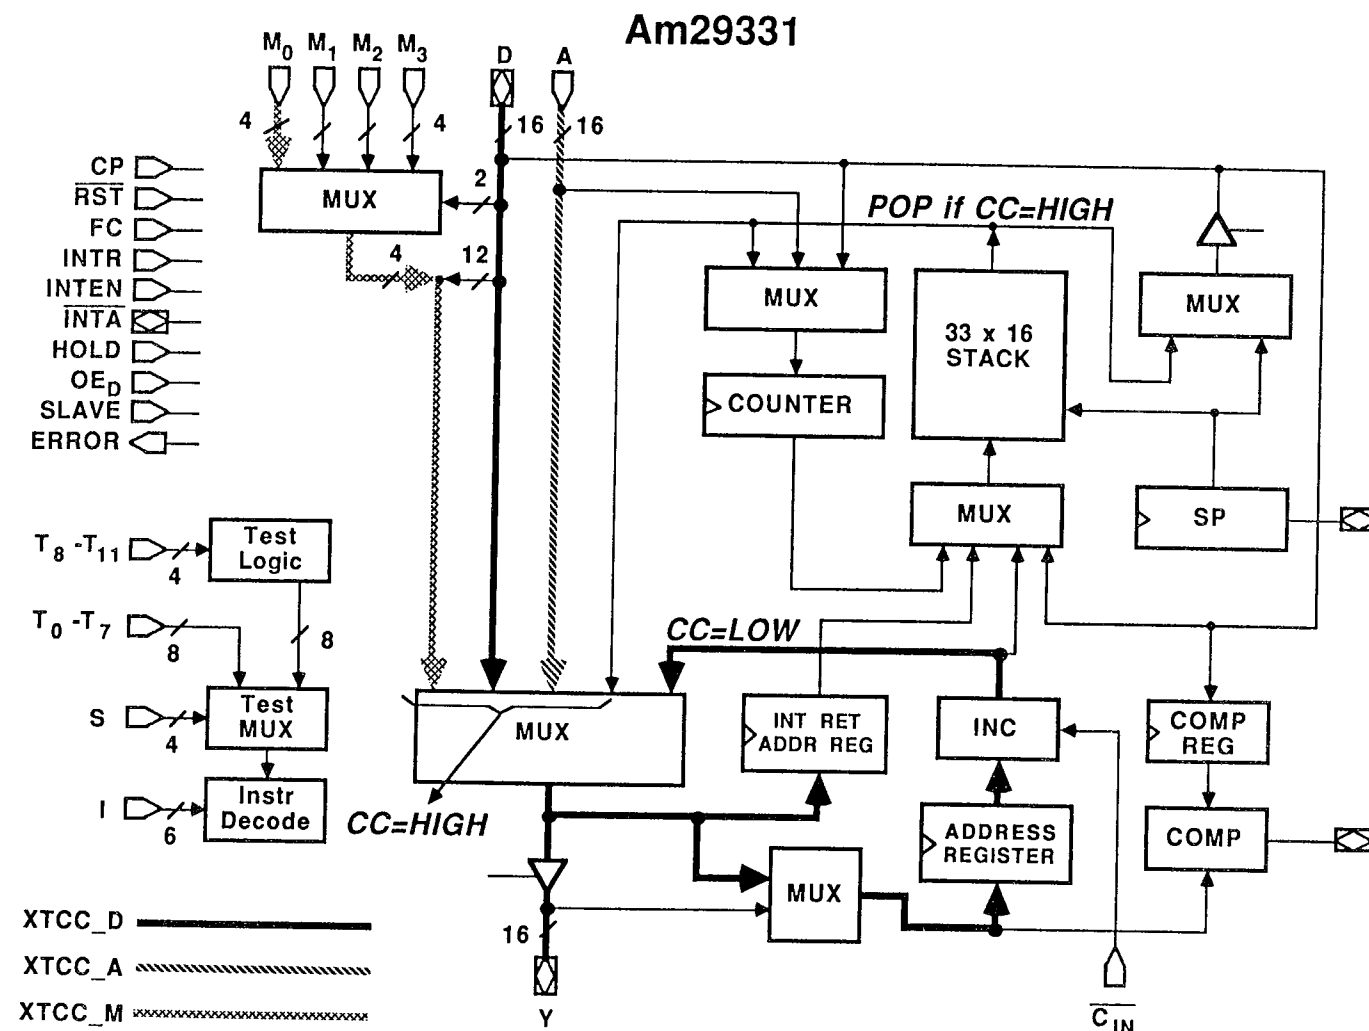 Am29331
M0 M1 M2 M3
D A
4 4 16 16
CP
RST
FC
INTR
INTEN
INTA
HOLD
OED
SLAVE
ERROR
MUX
2
4 12
POP if CC=HIGH
MUX
COUNTER
33 x 16
STACK
MUX
MUX
SP
T8 -T11
4
Test
Logic
8
T0 -T7
8
S
4
Test
MUX
I
6
Instr
Decode
CC=LOW
MUX
CC=HIGH
INT RET
ADDR REG
INC
COMP
REG
ADDRESS
REGISTER
COMP
MUX
16
Y
CIN
XTCC_D
XTCC_A
XTCC_M